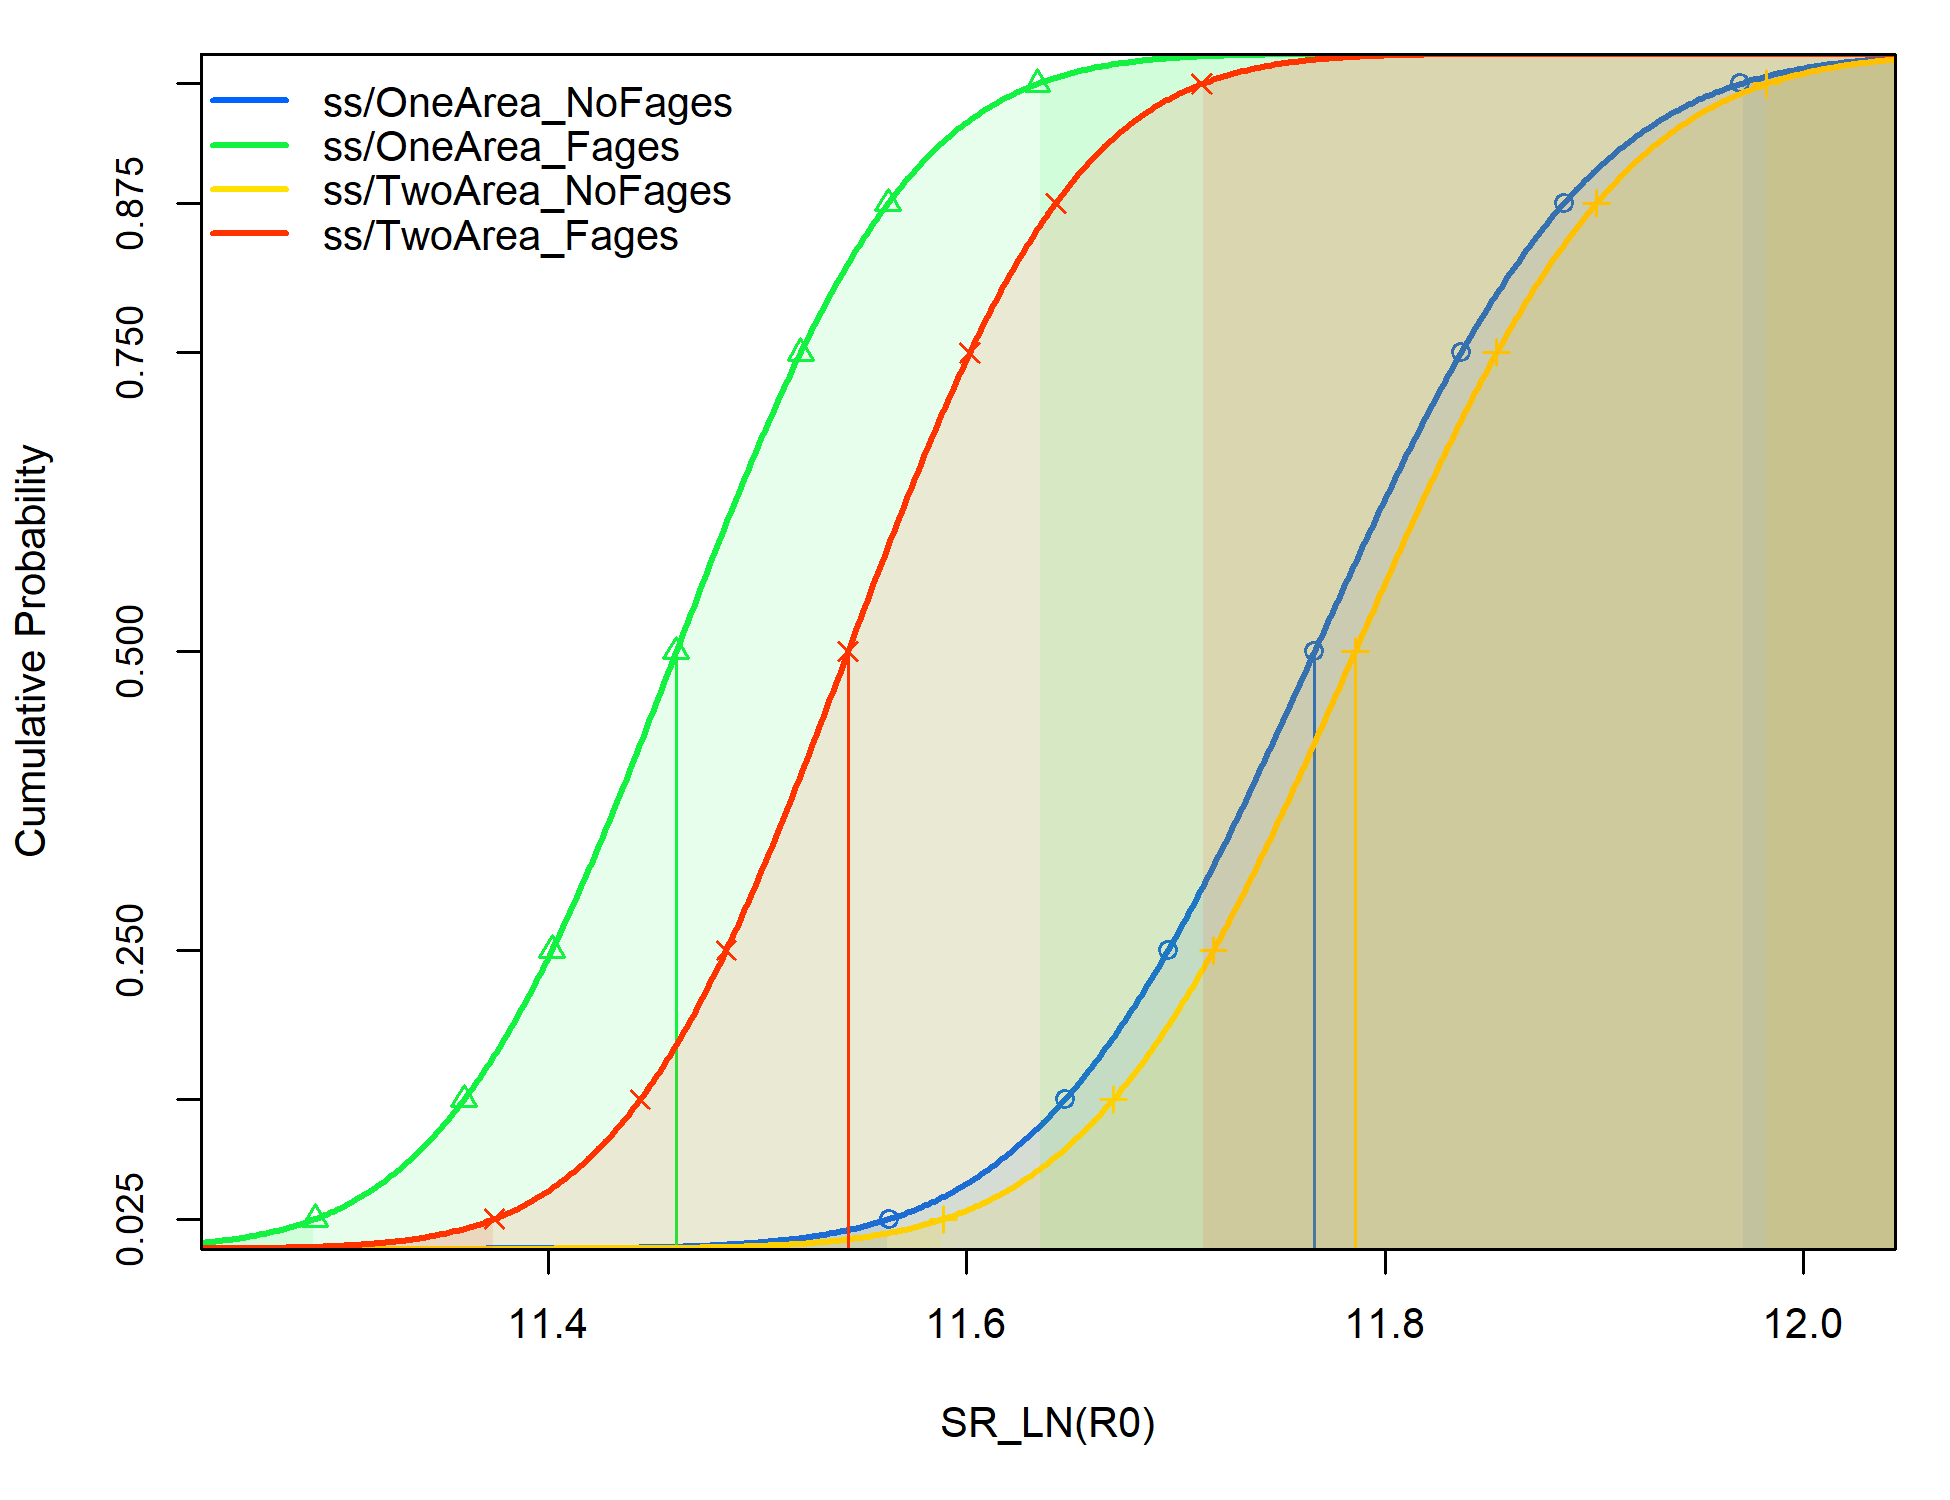 ss/OneArea_NoFages
ss/OneArea_Fages
ss/TwoArea_NoFages
ss/TwoArea_Fages
Cumulative Probability
0.875
0.750
0.500
0.250
0.025
11.4 11.6 11.8 12.0
SR_LN(R0)